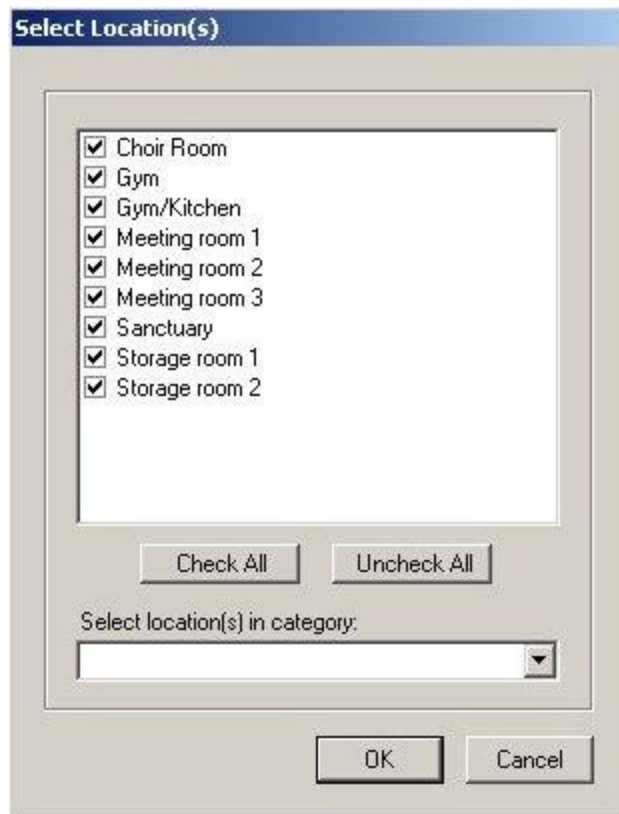 Select Location(s)
Choir Room
Gym
Gym/Kitchen
Meeting room 1
Meeting room 2
Meeting room 3
Sanctuary
Storage room 1
Storage room 2
Check All Uncheck All
Select location(s) in category:
OK Cancel